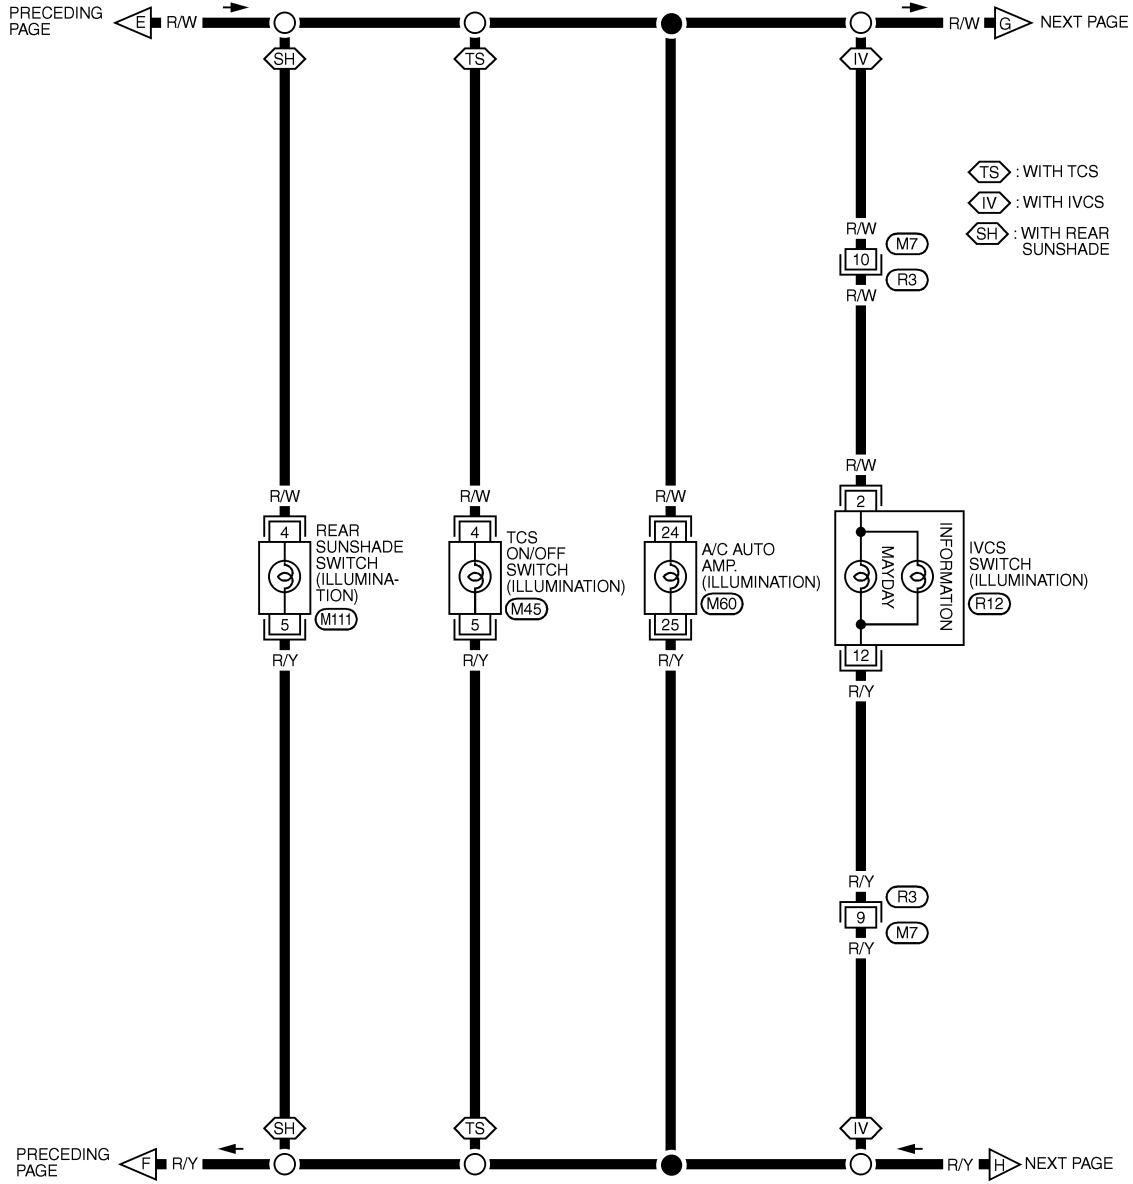 PRECEDING
PAGE
E
R/W
R/W
G
NEXT PAGE
SH
TS
IV
TS : WITH TCS
IV : WITH IVCS
SH : WITH REAR
SUNSHADE
R/W
M7
10
R3
R/W
R/W
R/W
R/W
R/W
4
REAR
SUNSHADE
SWITCH
(ILLUMINA-
TION)
M111
5
4
TCS
ON/OFF
SWITCH
(ILLUMINATION)
M45
5
24
A/C AUTO
AMP.
(ILLUMINATION)
M60
25
2
MAYDAY
INFORMATION
IVCS
SWITCH
(ILLUMINATION)
R12
12
R/Y
R/Y
R/Y
R/Y
R/Y
R3
9
M7
R/Y
SH
TS
IV
PRECEDING
PAGE
F
R/Y
R/Y
H
NEXT PAGE